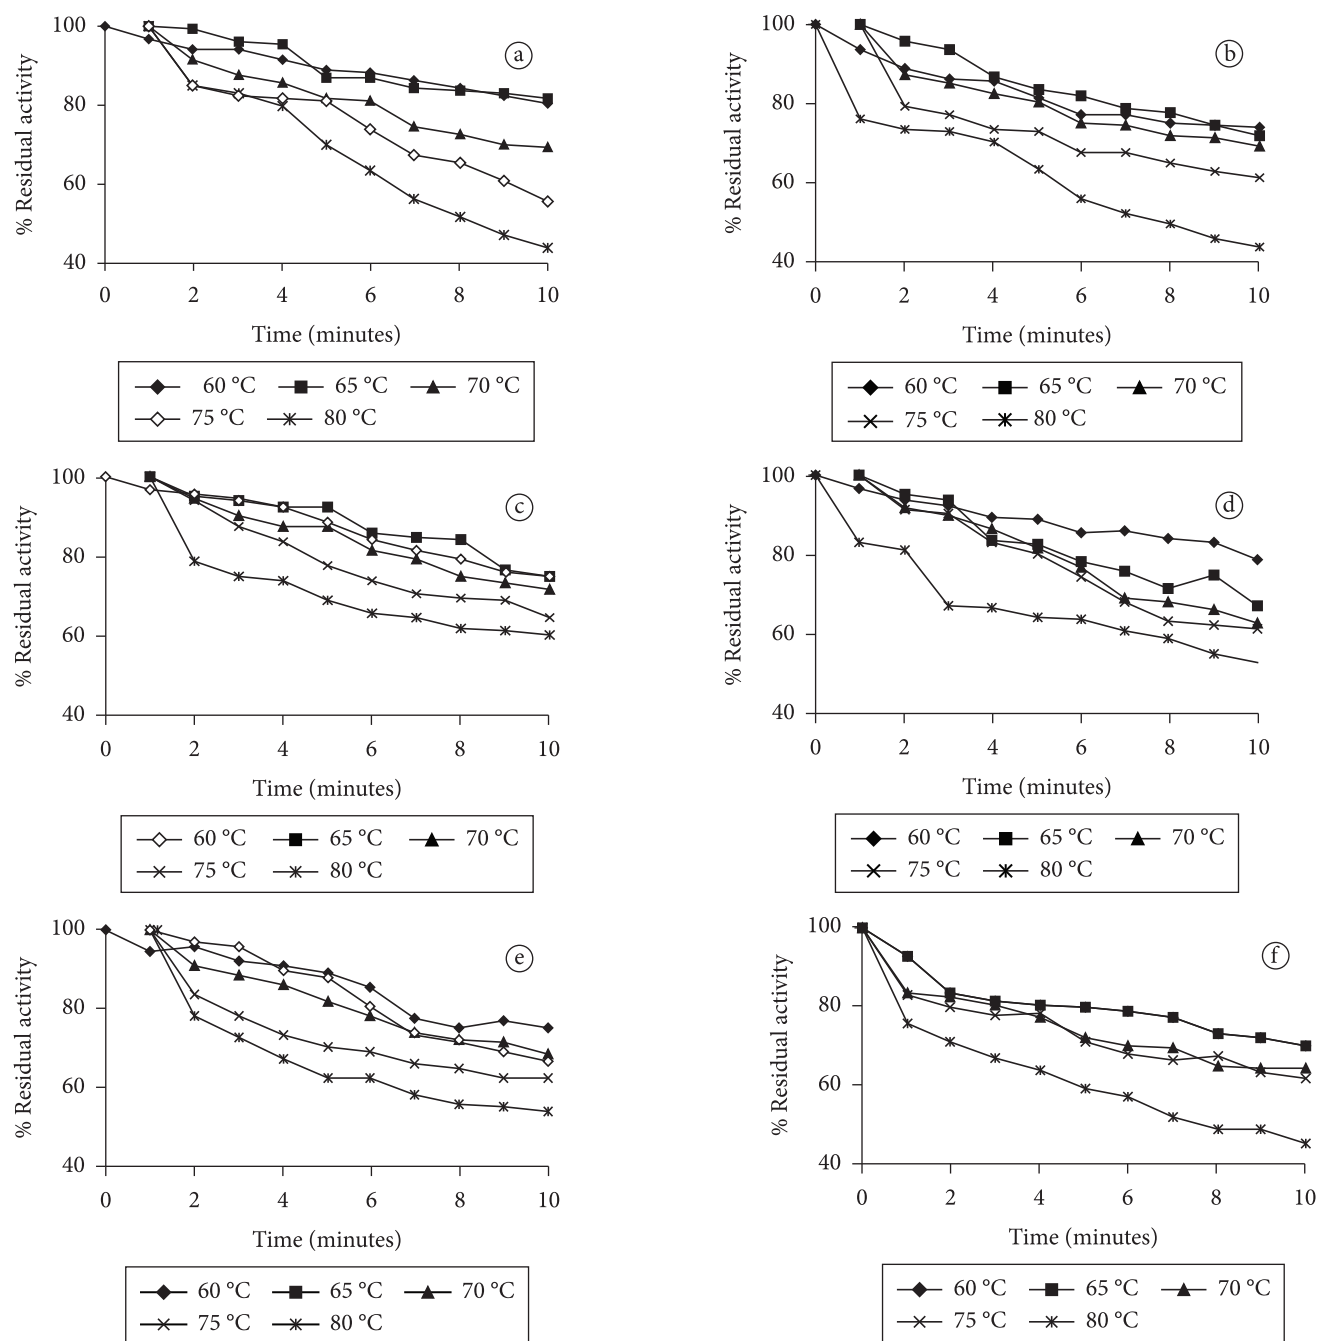 100
80
60
40
% Residual activity
a
0 2 4 6 8 10
Time (minutes)
60 °C 65 °C 70 °C
75 °C 80 °C
100
80
60
40
% Residual activity
b
0 2 4 6 8 10
Time (minutes)
60 °C 65 °C 70 °C
75 °C 80 °C
100
80
60
40
% Residual activity
c
0 2 4 6 8 10
Time (minutes)
60 °C 65 °C 70 °C
75 °C 80 °C
100
80
60
40
% Residual activity
d
0 2 4 6 8 10
Time (minutes)
60 °C 65 °C 70 °C
75 °C 80 °C
100
80
60
40
% Residual activity
e
0 2 4 6 8 10
Time (minutes)
60 °C 65 °C 70 °C
75 °C 80 °C
100
80
60
40
% Residual activity
f
0 2 4 6 8 10
Time (minutes)
60 °C 65 °C 70 °C
75 °C 80 °C